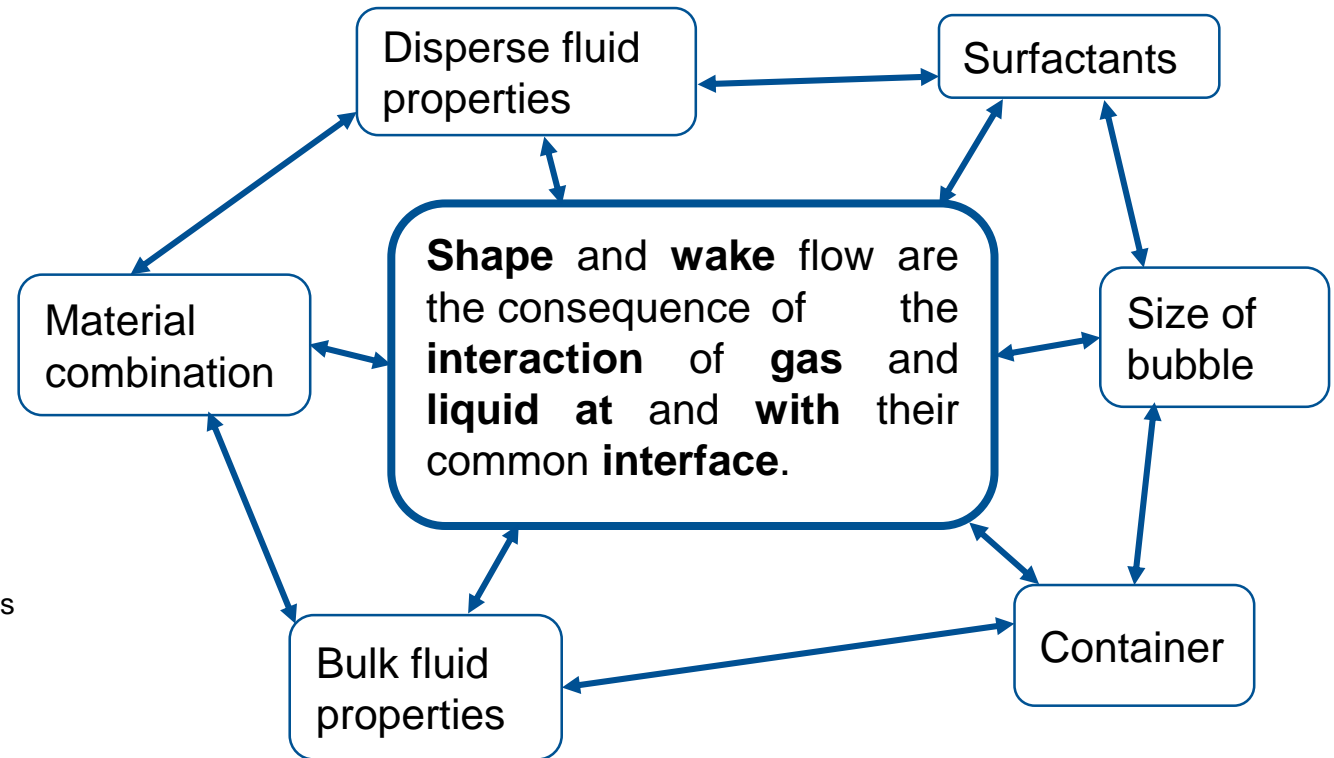 Disperse fluid
properties
Surfactants
Shape and wake flow are
the consequence of the
interaction of gas and
liquid at and with their
common interface.
Material
combination
Size of
bubble
s
Bulk fluid
properties
Container